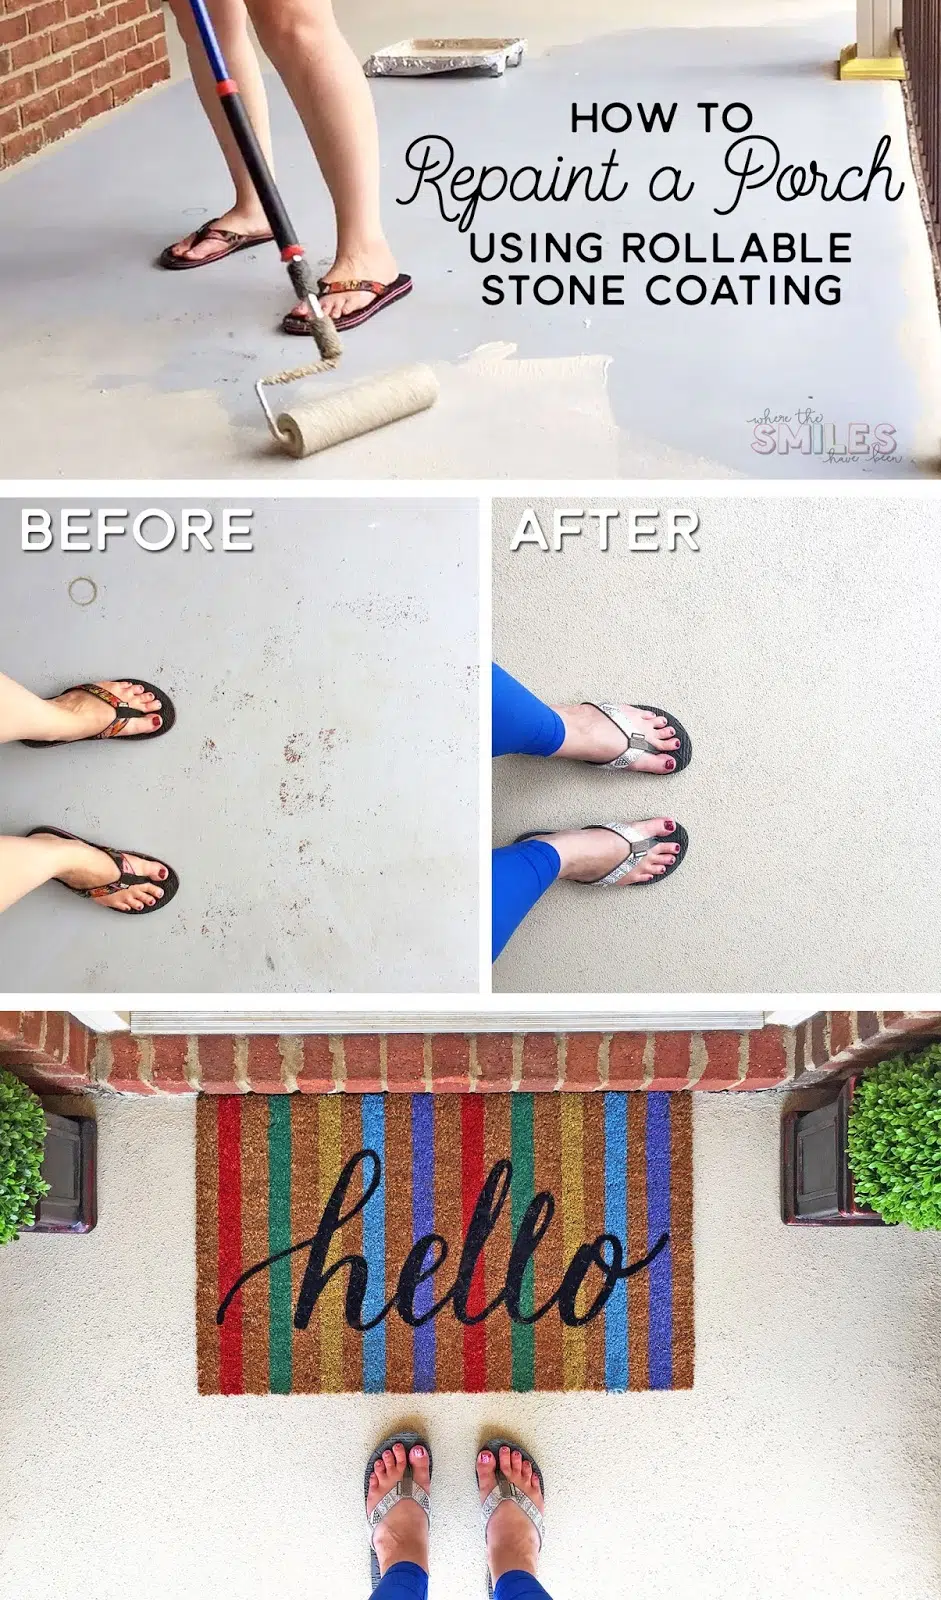 HOW TO
Repaint a Porch
USING ROLLABLE
STONE COATING
where the
SMILES
have been
BEFORE
AFTER
hello